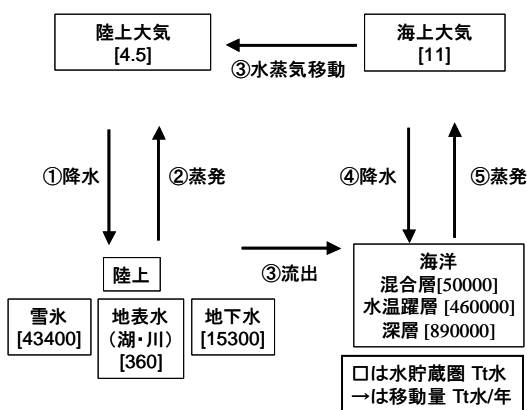 陸上大気
[4.5]
海上大気
[11]
③水蒸気移動
①降水
②蒸発
④降水
⑤蒸発
③流出
陸上
雪氷
[43400]
地表水
(湖・川)
[360]
地下水
[15300]
海洋
混合層[50000]
水温躍層 [460000]
深層 [890000]
口は水貯蔵圏 Tt水
→は移動量 Tt水/年